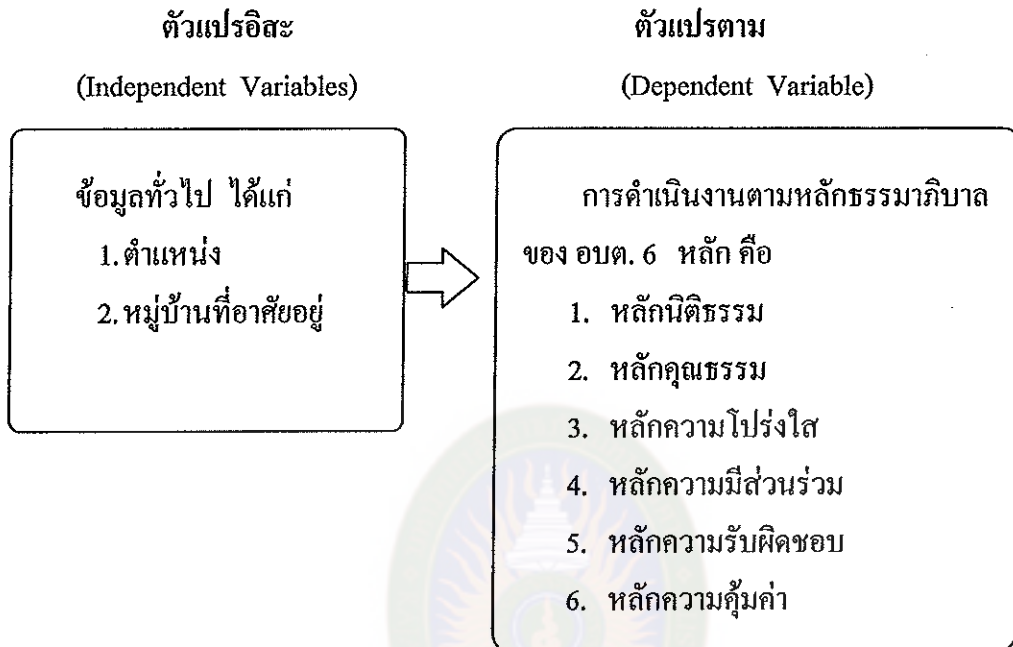 ตัวแปรอิสะ
(Independent Variables)
ข้อมูลทั่วไป ได้แก่
1. ตำแหน่ง
2. หมู่บ้านที่อาศัยอยู่
ตัวแปรตาม
(Dependent Variable)
การดำเนินงานตามหลักธรรมาภิบาล
ของ อบต. 6 หลัก คือ
1. หลักนิติธรรม
2. หลักคุณธรรม
3. หลักความโปร่งใส
4. หลักความมีส่วนร่วม
5. หลักความรับผิดชอบ
6. หลักความคุ้มค่า